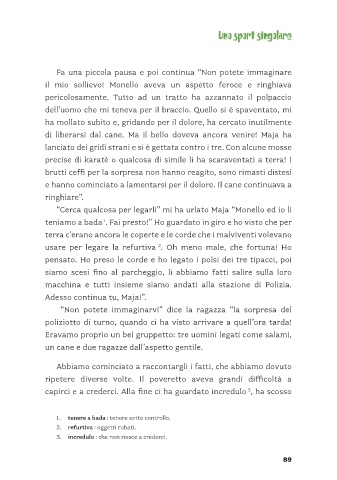 Una spart singalare
Fa una piccola pausa e poi continua “Non potete immaginare
il mio sollievo! Monello aveva un aspetto feroce e ringhiava
pericolosamente. Tutto ad un tratto ha azzannato il polpaccio
dell’uomo che mi teneva per il braccio. Quello si è spaventato, mi
ha mollato subito e, gridando per il dolore, ha cercato inutilmente
di liberarsi dal cane. Ma il bello doveva ancora venire! Maja ha
lanciato dei gridi strani e si è gettata contro i tre. Con alcune mosse
precise di karatè o qualcosa di simile li ha scaraventati a terra! I
brutti ceffi per la sorpresa non hanno reagito, sono rimasti distesi
e hanno cominciato a lamentarsi per il dolore. Il cane continuava a
ringhiare”.
“Cerca qualcosa per legarli” mi ha urlato Maja “Monello ed io li
teniamo a bada 1. Fai presto!” Ho guardato in giro e ho visto che per
terra c’erano ancora le coperte e le corde che i malviventi volevano
usare per legare la refurtiva 2. Oh meno male, che fortuna! Ho
pensato. Ho preso le corde e ho legato i polsi dei tre tipacci, poi
siamo scesi fino al parcheggio, li abbiamo fatti salire sulla loro
macchina e tutti insieme siamo andati alla stazione di Polizia.
Adesso continua tu, Maja!”.
“Non potete immaginarvi” dice la ragazza “la sorpresa del
poliziotto di turno, quando ci ha visto arrivare a quell’ora tarda!
Eravamo proprio un bel gruppetto: tre uomini legati come salami,
un cane e due ragazze dall’aspetto gentile.
Abbiamo cominciato a raccontargli i fatti, che abbiamo dovuto
ripetere diverse volte. Il poveretto aveva grandi difficoltà a
capirci e a crederci. Alla fine ci ha guardato incredulo 3, ha scosso
1. tenere a bada : tenere sotto controllo.
2. refurtiva : oggetti rubati.
3. incredulo : che non riesce a crederci.
89